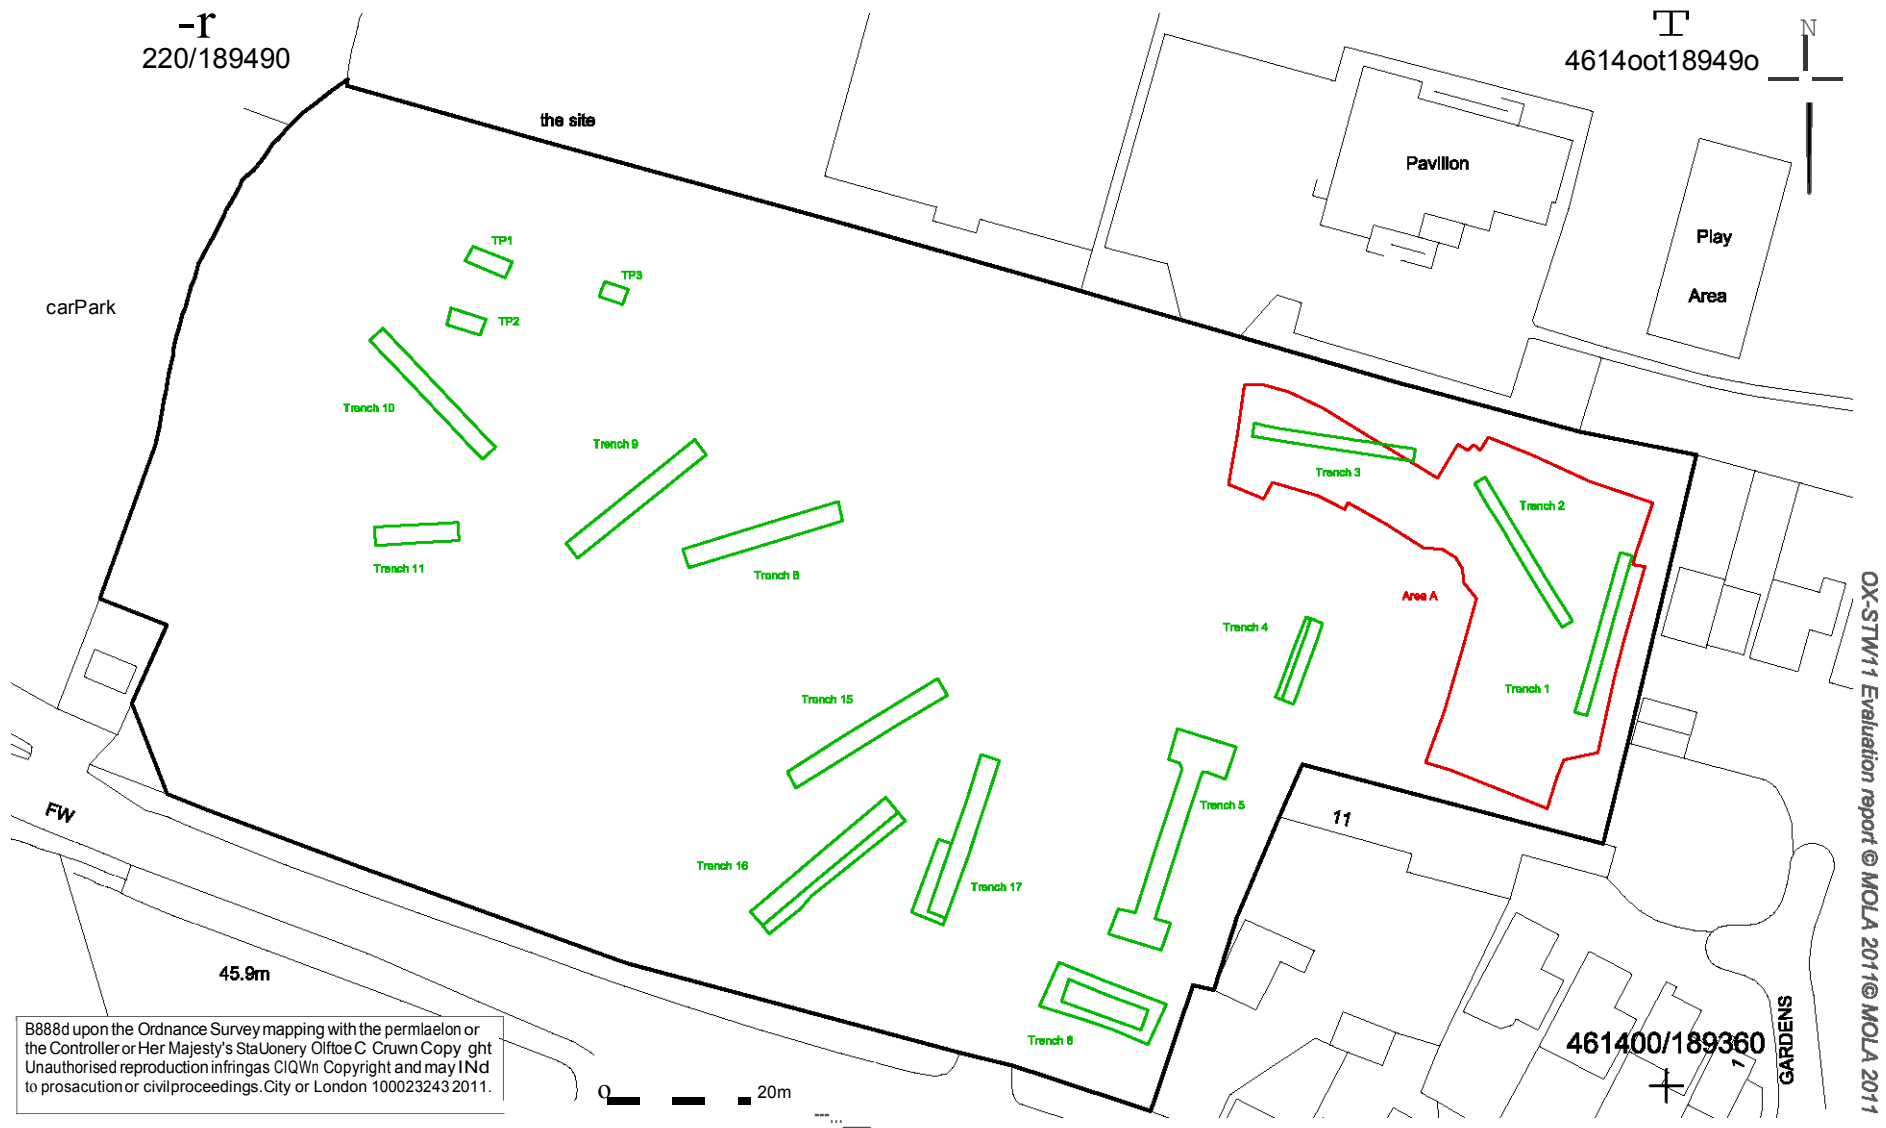 -r
220/189490
T
4614oot18949o
N
the site
Pavilion
Play
Area
carPark
TP1
TP3
TP2
Trench 10
Trench 9
Trench 3
Trench 2
Trench 11
Trench 8
Area A
Trench 4
Trench 1
Trench 15
Trench 5
11
FW
Trench 16
Trench 17
45.9m
Trench 6
B888d upon the Ordnance Survey mapping with the permlaelon or
the Controller or Her Majesty's StaUonery Olftoe C Cruwn Copy ght
Unauthorised reproduction infringas CIQWn Copyright and may INd
to prosacution or civil proceedings. City or London 100023243 2011.
O
20m
461400/189360
1
GARDENS
OX-STW11 Evaluation report © MOLA 2011© MOLA 2011